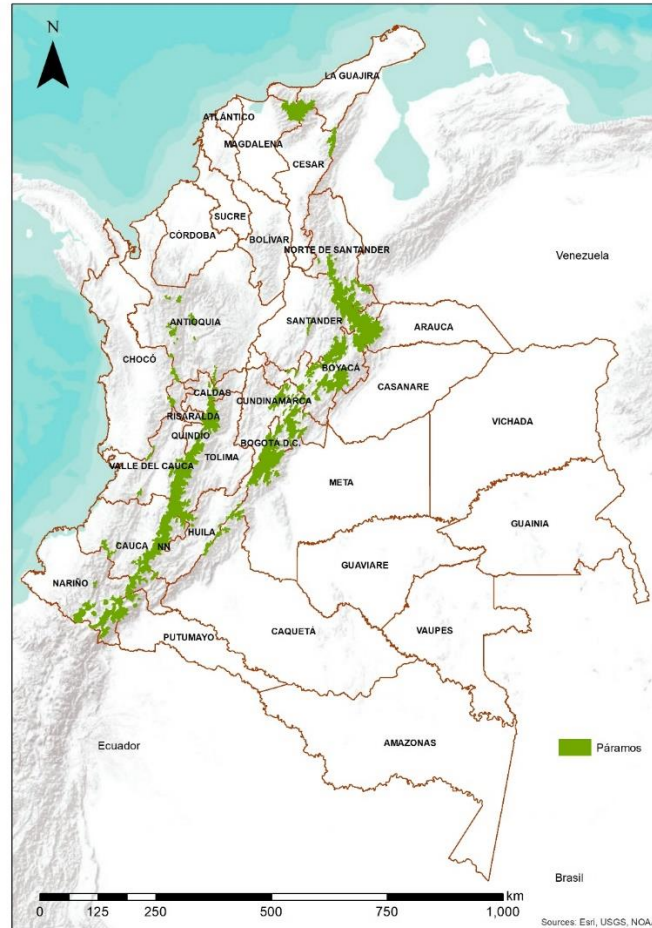 N
LA GUAJIRA
ATLÁNTICO
MAGDALENA
CESAR
SUCRE
CÓRDOBA
BOLÍVAR
NORTE DE SANTANDER
Venezuela
ANTIOQUIA
SANTANDER
ARAUCA
CHOCÓ
BOYACÁ
CALDAS
CUNDINAMARCA
CASANARE
RISARALDA
VICHADA
QUINDÍO
BOGOTÁ D.C.
VALLE DEL CAUCA
TOLIMA
META
GUAINIA
HUILA
CAUCA
NN
GUAVIARE
NARIÑO
CAQUETÁ
VAUPES
PUTUMAYO
AMAZONAS
Ecuador
Páramos
Brasil
km
0 125 250 500 750 1,000
Sources: Esri, USGS, NOAA